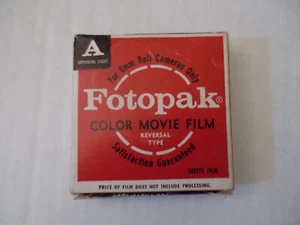 A
ARTIFICIAL LIGHT
For 8mm Roll Cameras Only
Fotopak®
COLOR MOVIE FILM
REVERSAL
TYPE
Satisfaction Guaranteed
SAFETY FILM
PRICE OF FILM DOES NOT INCLUDE PROCESSING.